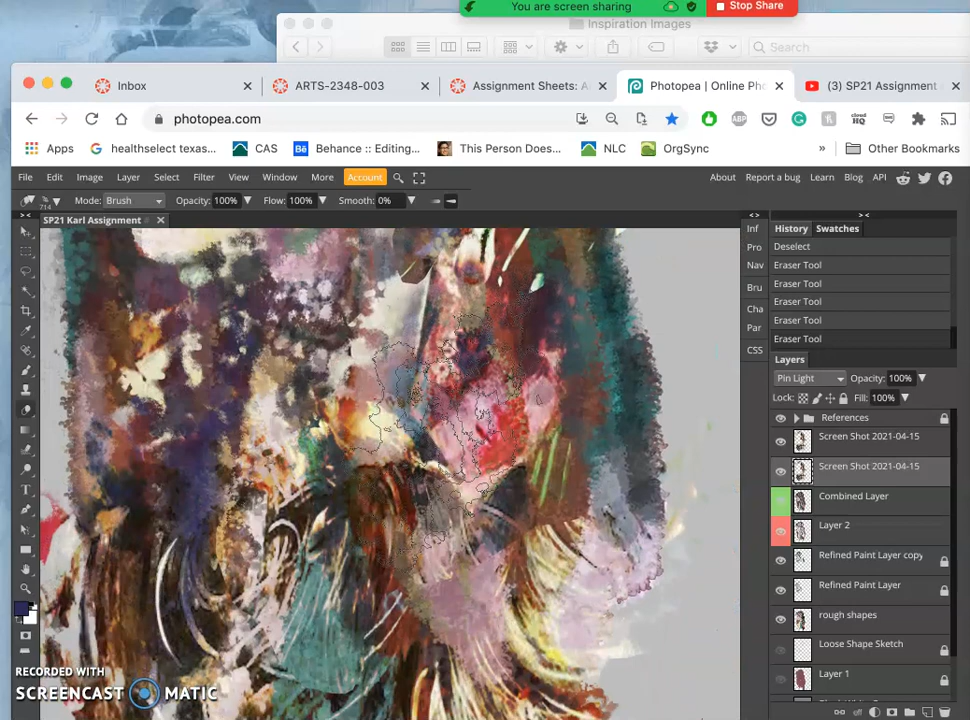 You are screen sharing
Stop Share
Inspiration Images
Search
Inbox
ARTS-2348-003
Assignment Sheets: A
Photopea | Online Pho
(3) SP21 Assignment
photopea.com
ABP
cloud HQ
Apps
healthselect texas...
CAS
Behance :: Editing...
This Person Does...
NLC
OrgSync
»
Other Bookmarks
File Edit Image Layer Select Filter View Window More Account
About Report a bug Learn Blog API
714
Mode: Brush
Opacity: 100%
Flow: 100%
Smooth: 0%
SP21 Karl Assignment
History Swatches
Inf
Pro
Nav
Bru
Cha
Par
CSS
Deselect
Eraser Tool
Eraser Tool
Eraser Tool
Eraser Tool
Eraser Tool
Layers
Pin Light
Opacity: 100%
Lock:
Fill: 100%
References
Screen Shot 2021-04-15
Screen Shot 2021-04-15
Combined Layer
Layer 2
Refined Paint Layer copy
Refined Paint Layer
rough shapes
Loose Shape Sketch
Layer 1
RECORDED WITH
SCREENCAST MATIC